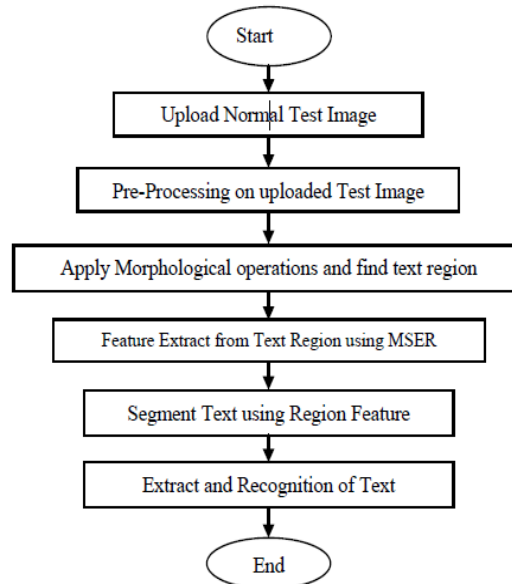 Start
Upload Normal Test Image
Pre-Processing on uploaded Test Image
Apply Morphological operations and find text region
Feature Extract from Text Region using MSER
Segment Text using Region Feature
Extract and Recognition of Text
End